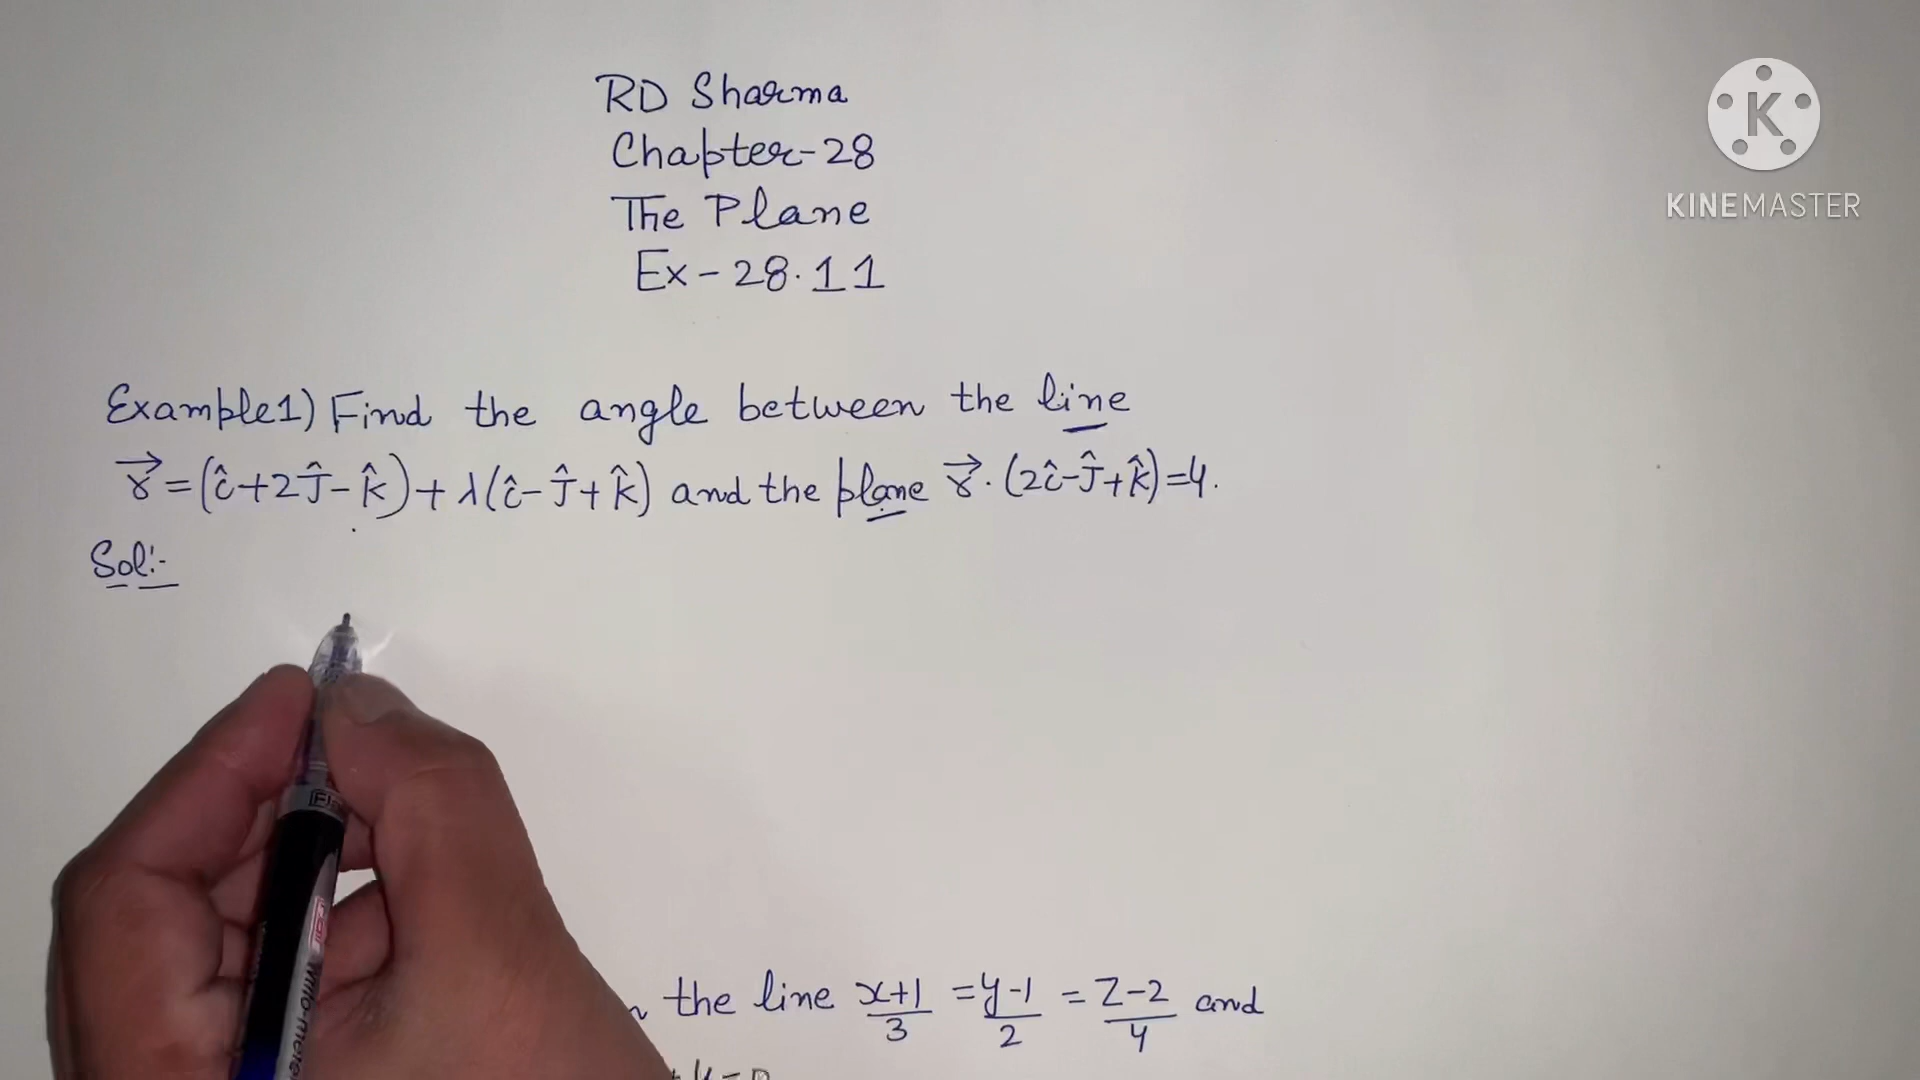 RD Sharma
Chapter-28
The Plane
Ex-28.11
K
KINEMASTER
Example1) Find the angle between the line
r⃗ = (î+2ĵ-k̂)+λ(î-ĵ+k̂) and the plane r⃗.(2î-ĵ+k̂)=4.
Sol:-
the line x+1/3 = y-1/2 = z-2/4 and